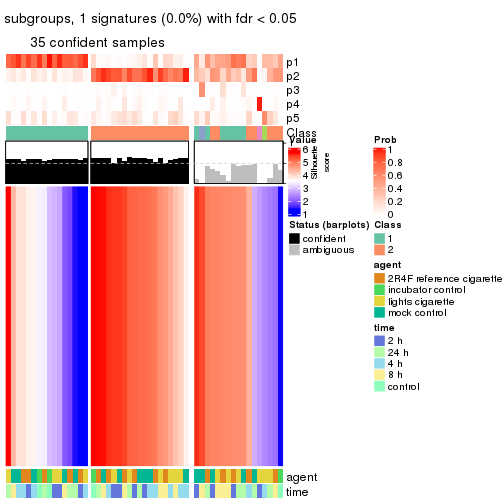 subgroups, 1 signatures (0.0%) with fdr < 0.05
35 confident samples
p1
p2
p3
p4
p5
Class
Value
6
5
4
3
2
1
Silhouette
score
Prob
1
0.8
0.6
0.4
0.2
0
Status (barplots)
confident
ambiguous
Class
1
2
agent
2R4F reference cigarette
incubator control
lights cigarette
mock control
time
2 h
24 h
4 h
8 h
control
agent
time